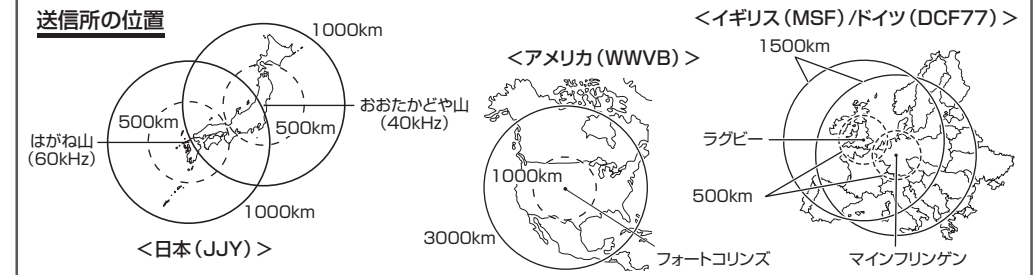 送信所の位置
1000km
500km
おおたかどや山
(40kHz)
500km
はがね山
(60kHz)
1000km
<日本(JJY)>
<アメリカ(WWVB)>
1000km
3000km
フォートコリンズ
<イギリス(MSF)/ドイツ(DCF77)>
1500km
ラグビー
500km
マインフリンゲン